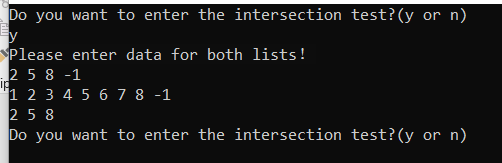 Do you want to enter the intersection test?(y or n)
y
Please enter data for both lists!
2 5 8 -1
1 2 3 4 5 6 7 8 -1
2 5 8
Do you want to enter the intersection test?(y or n)